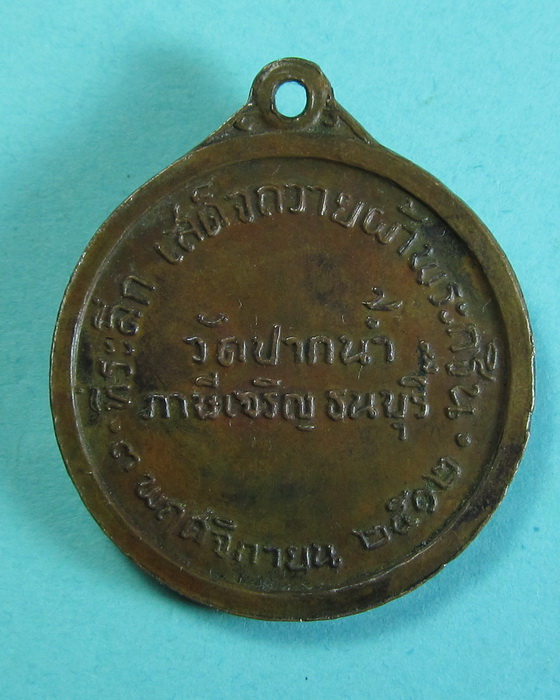 ที่ระลึก เสด็จถวายผ้าพระกฐิน
วัดปากน้ำ
ภาษีเจริญ ธนบุรี
๓ พฤศจิกายน ๒๕๑๒